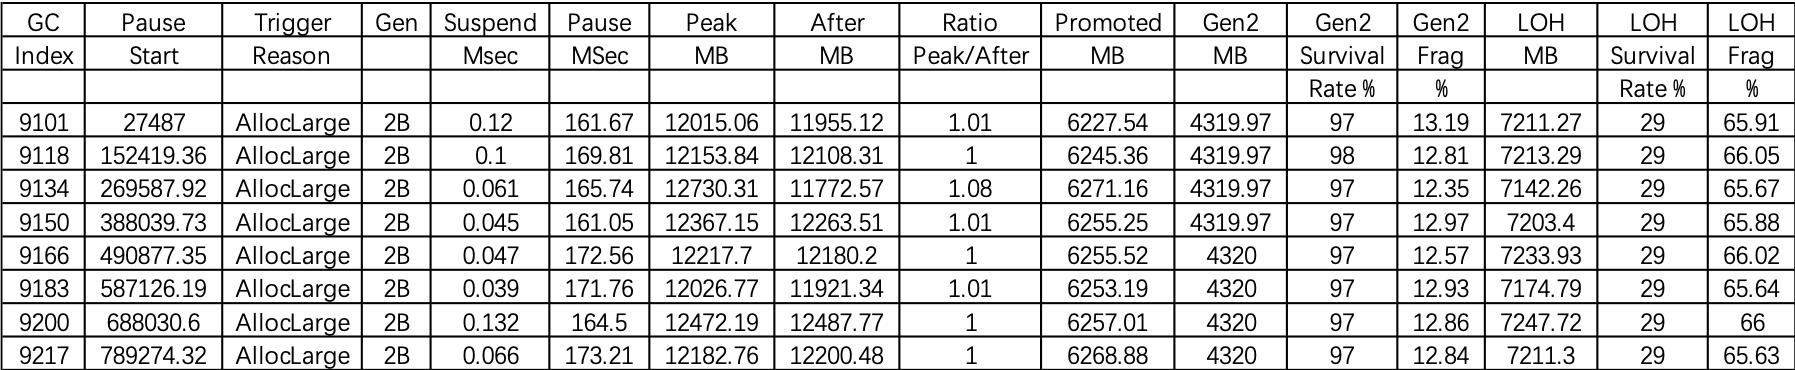 GC Pause Trigger Gen Suspend Pause Peak After Ratio Promoted Gen2 Gen2 Gen2 LOH LOH LOH
Index Start Reason Msec MSec MB MB Peak/After MB MB Survival Frag MB Survival Frag
Rate % % Rate % %
9101 27487 AllocLarge 2B 0.12 161.67 12015.06 11955.12 1.01 6227.54 4319.97 97 13.19 7211.27 29 65.91
9118 152419.36 AllocLarge 2B 0.1 169.81 12153.84 12108.31 1 6245.36 4319.97 98 12.81 7213.29 29 66.05
9134 269587.92 AllocLarge 2B 0.061 165.74 12730.31 11772.57 1.08 6271.16 4319.97 97 12.35 7142.26 29 65.67
9150 388039.73 AllocLarge 2B 0.045 161.05 12367.15 12263.51 1.01 6255.25 4319.97 97 12.97 7203.4 29 65.88
9166 490877.35 AllocLarge 2B 0.047 172.56 12217.7 12180.2 1 6255.52 4320 97 12.57 7233.93 29 66.02
9183 587126.19 AllocLarge 2B 0.039 171.76 12026.77 11921.34 1.01 6253.19 4320 97 12.93 7174.79 29 65.64
9200 688030.6 AllocLarge 2B 0.132 164.5 12472.19 12487.77 1 6257.01 4320 97 12.86 7247.72 29 66
9217 789274.32 AllocLarge 2B 0.066 173.21 12182.76 12200.48 1 6268.88 4320 97 12.84 7211.3 29 65.63